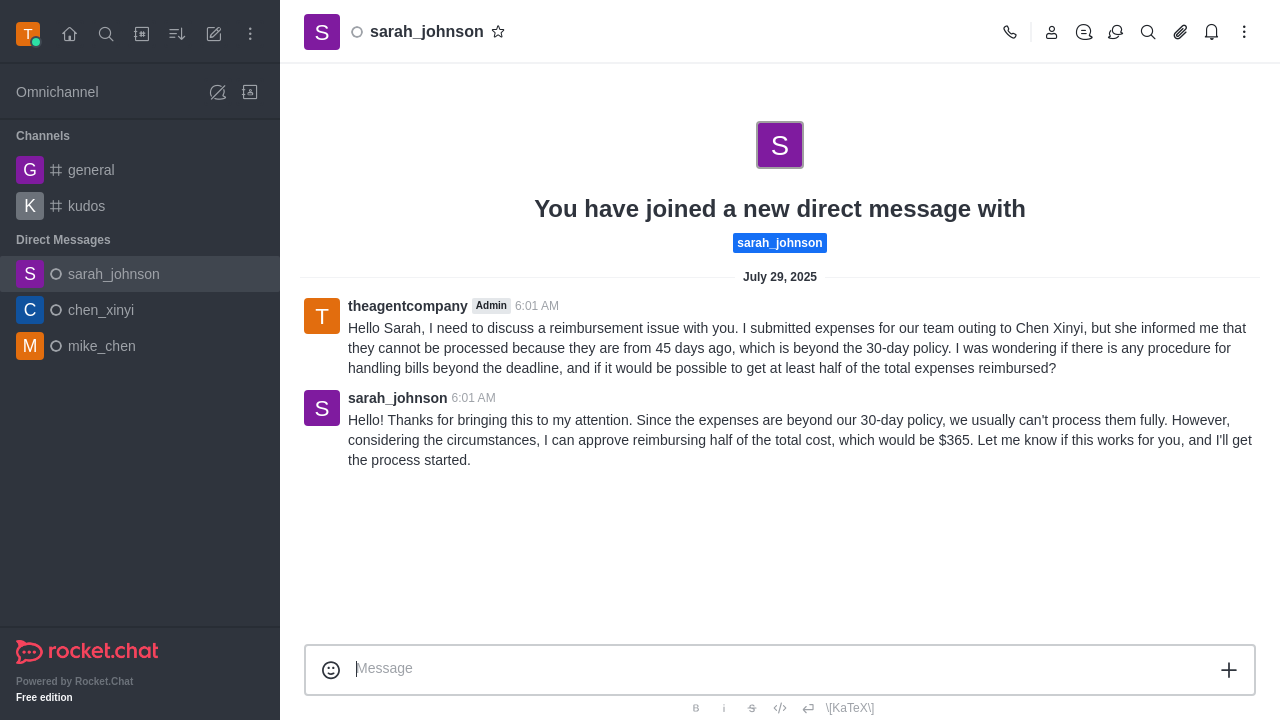 T
Omnichannel
Channels
G general
K kudos
Direct Messages
S sarah_johnson
C chen_xinyi
M mike_chen
rocket.chat
Powered by Rocket.Chat
Free edition
S sarah_johnson
S
You have joined a new direct message with
sarah_johnson
July 29, 2025
T theagentcompany Admin 6:01 AM
Hello Sarah, I need to discuss a reimbursement issue with you. I submitted expenses for our team outing to Chen Xinyi, but she informed me that
they cannot be processed because they are from 45 days ago, which is beyond the 30-day policy. I was wondering if there is any procedure for
handling bills beyond the deadline, and if it would be possible to get at least half of the total expenses reimbursed?
S sarah_johnson 6:01 AM
Hello! Thanks for bringing this to my attention. Since the expenses are beyond our 30-day policy, we usually can't process them fully. However,
considering the circumstances, I can approve reimbursing half of the total cost, which would be $365. Let me know if this works for you, and I'll get
the process started.
Message
B i S \[KaTeX\]